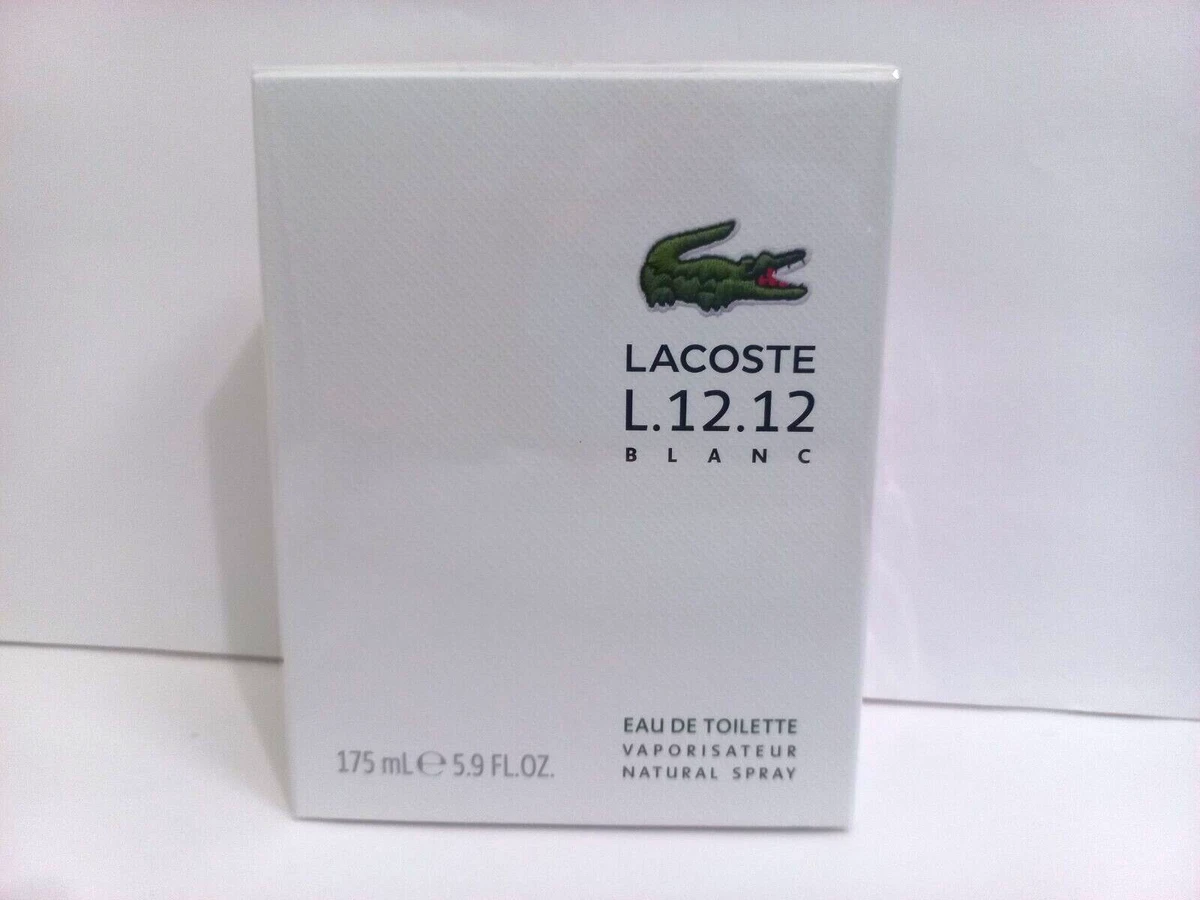 LACOSTE
L.12.12
BLANC
175 mL ℮ 5.9 FL.OZ.
EAU DE TOILETTE
VAPORISATEUR
NATURAL SPRAY